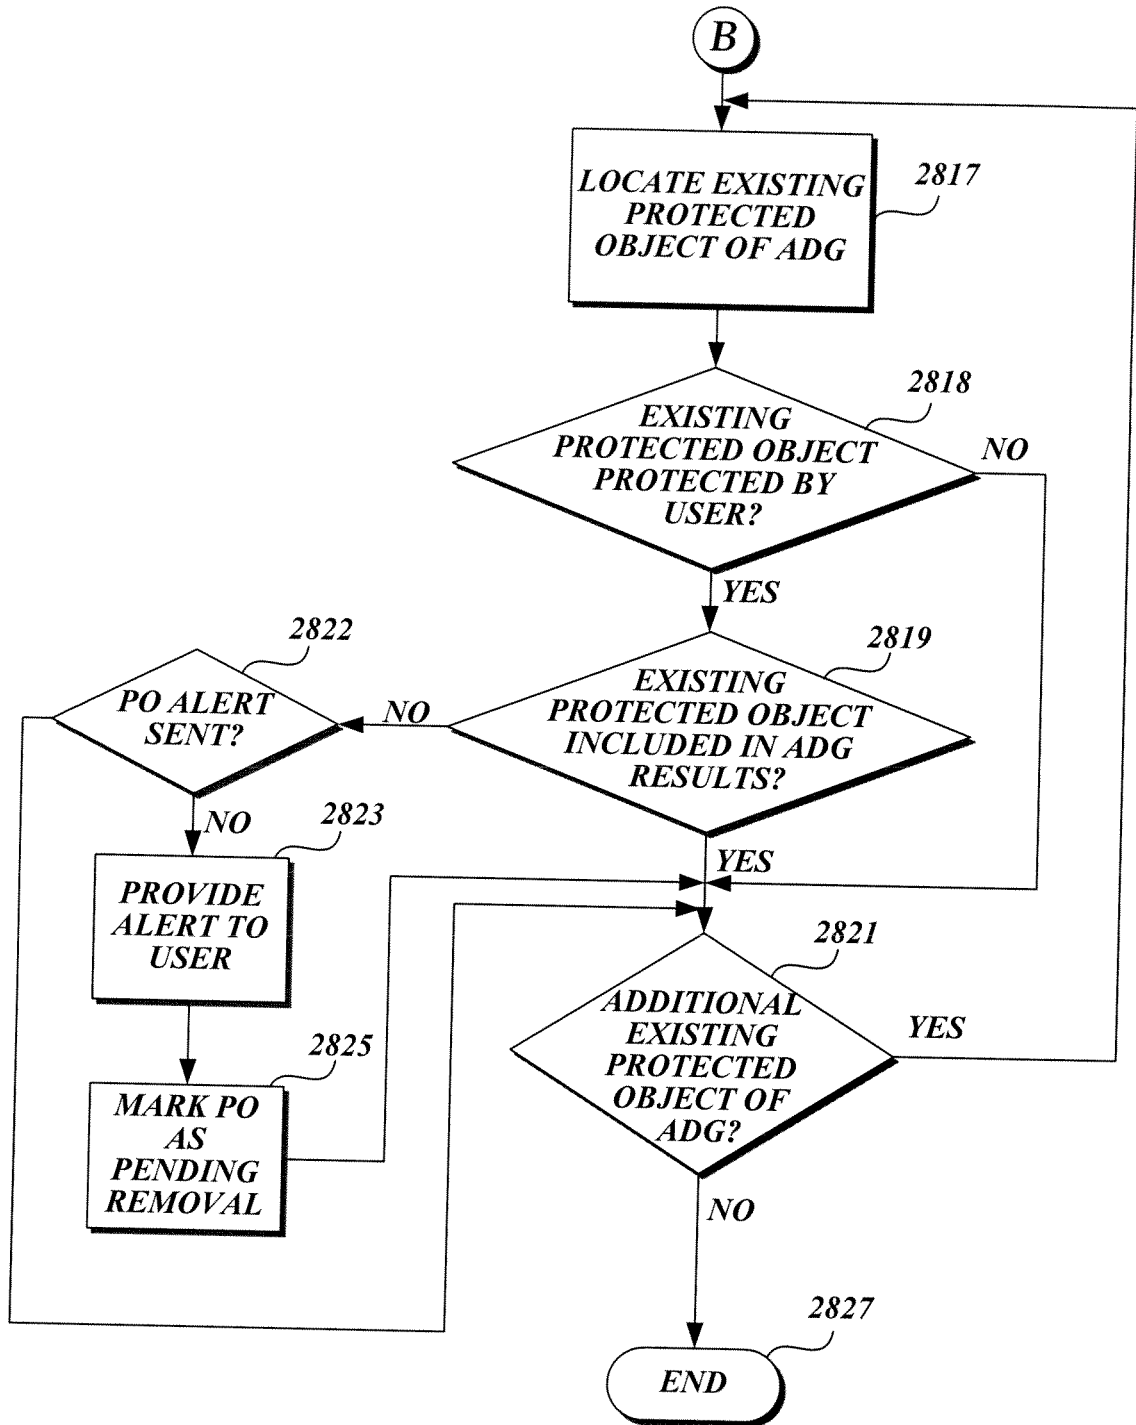 B
LOCATE EXISTING
PROTECTED
OBJECT OF ADG
2817
EXISTING
PROTECTED OBJECT
PROTECTED BY
USER?
2818
NO
YES
EXISTING
PROTECTED OBJECT
INCLUDED IN ADG
RESULTS?
2819
NO
YES
PO ALERT
SENT?
2822
NO
PROVIDE
ALERT TO
USER
2823
MARK PO
AS
PENDING
REMOVAL
2825
ADDITIONAL
EXISTING
PROTECTED
OBJECT OF
ADG?
2821
YES
NO
END
2827